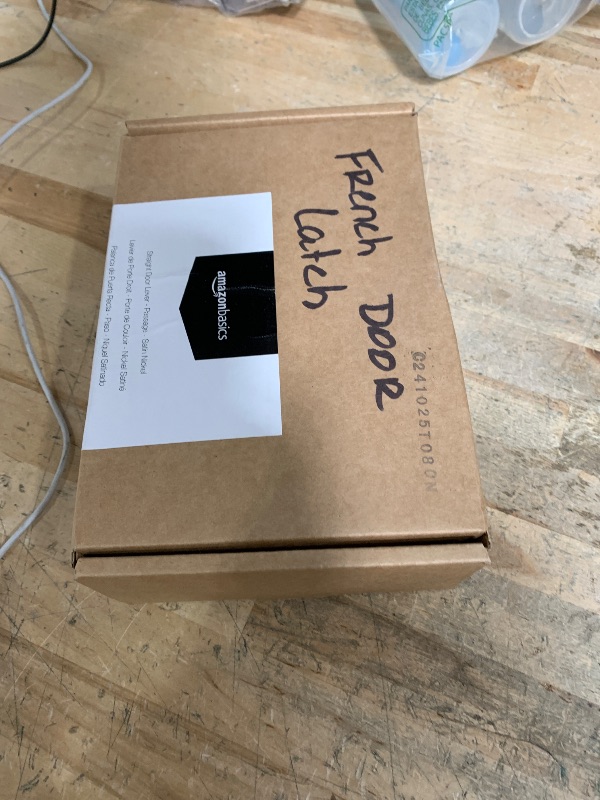 French DOOR
Latch
0241025T080N
amazonbasics
Straight Door Lever - Passage - Satin Nickel
Levier de Porte Droit - Porte de Couloir - Nickel Satiné
Palanca de Puerta Recta - Paso - Níquel Satinado